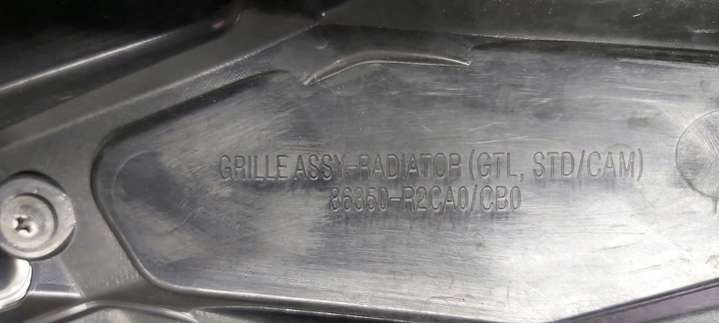 GRILLE ASSY-RADIATOR (GTL, STD/CAM)
86350-R2CA0/CB0